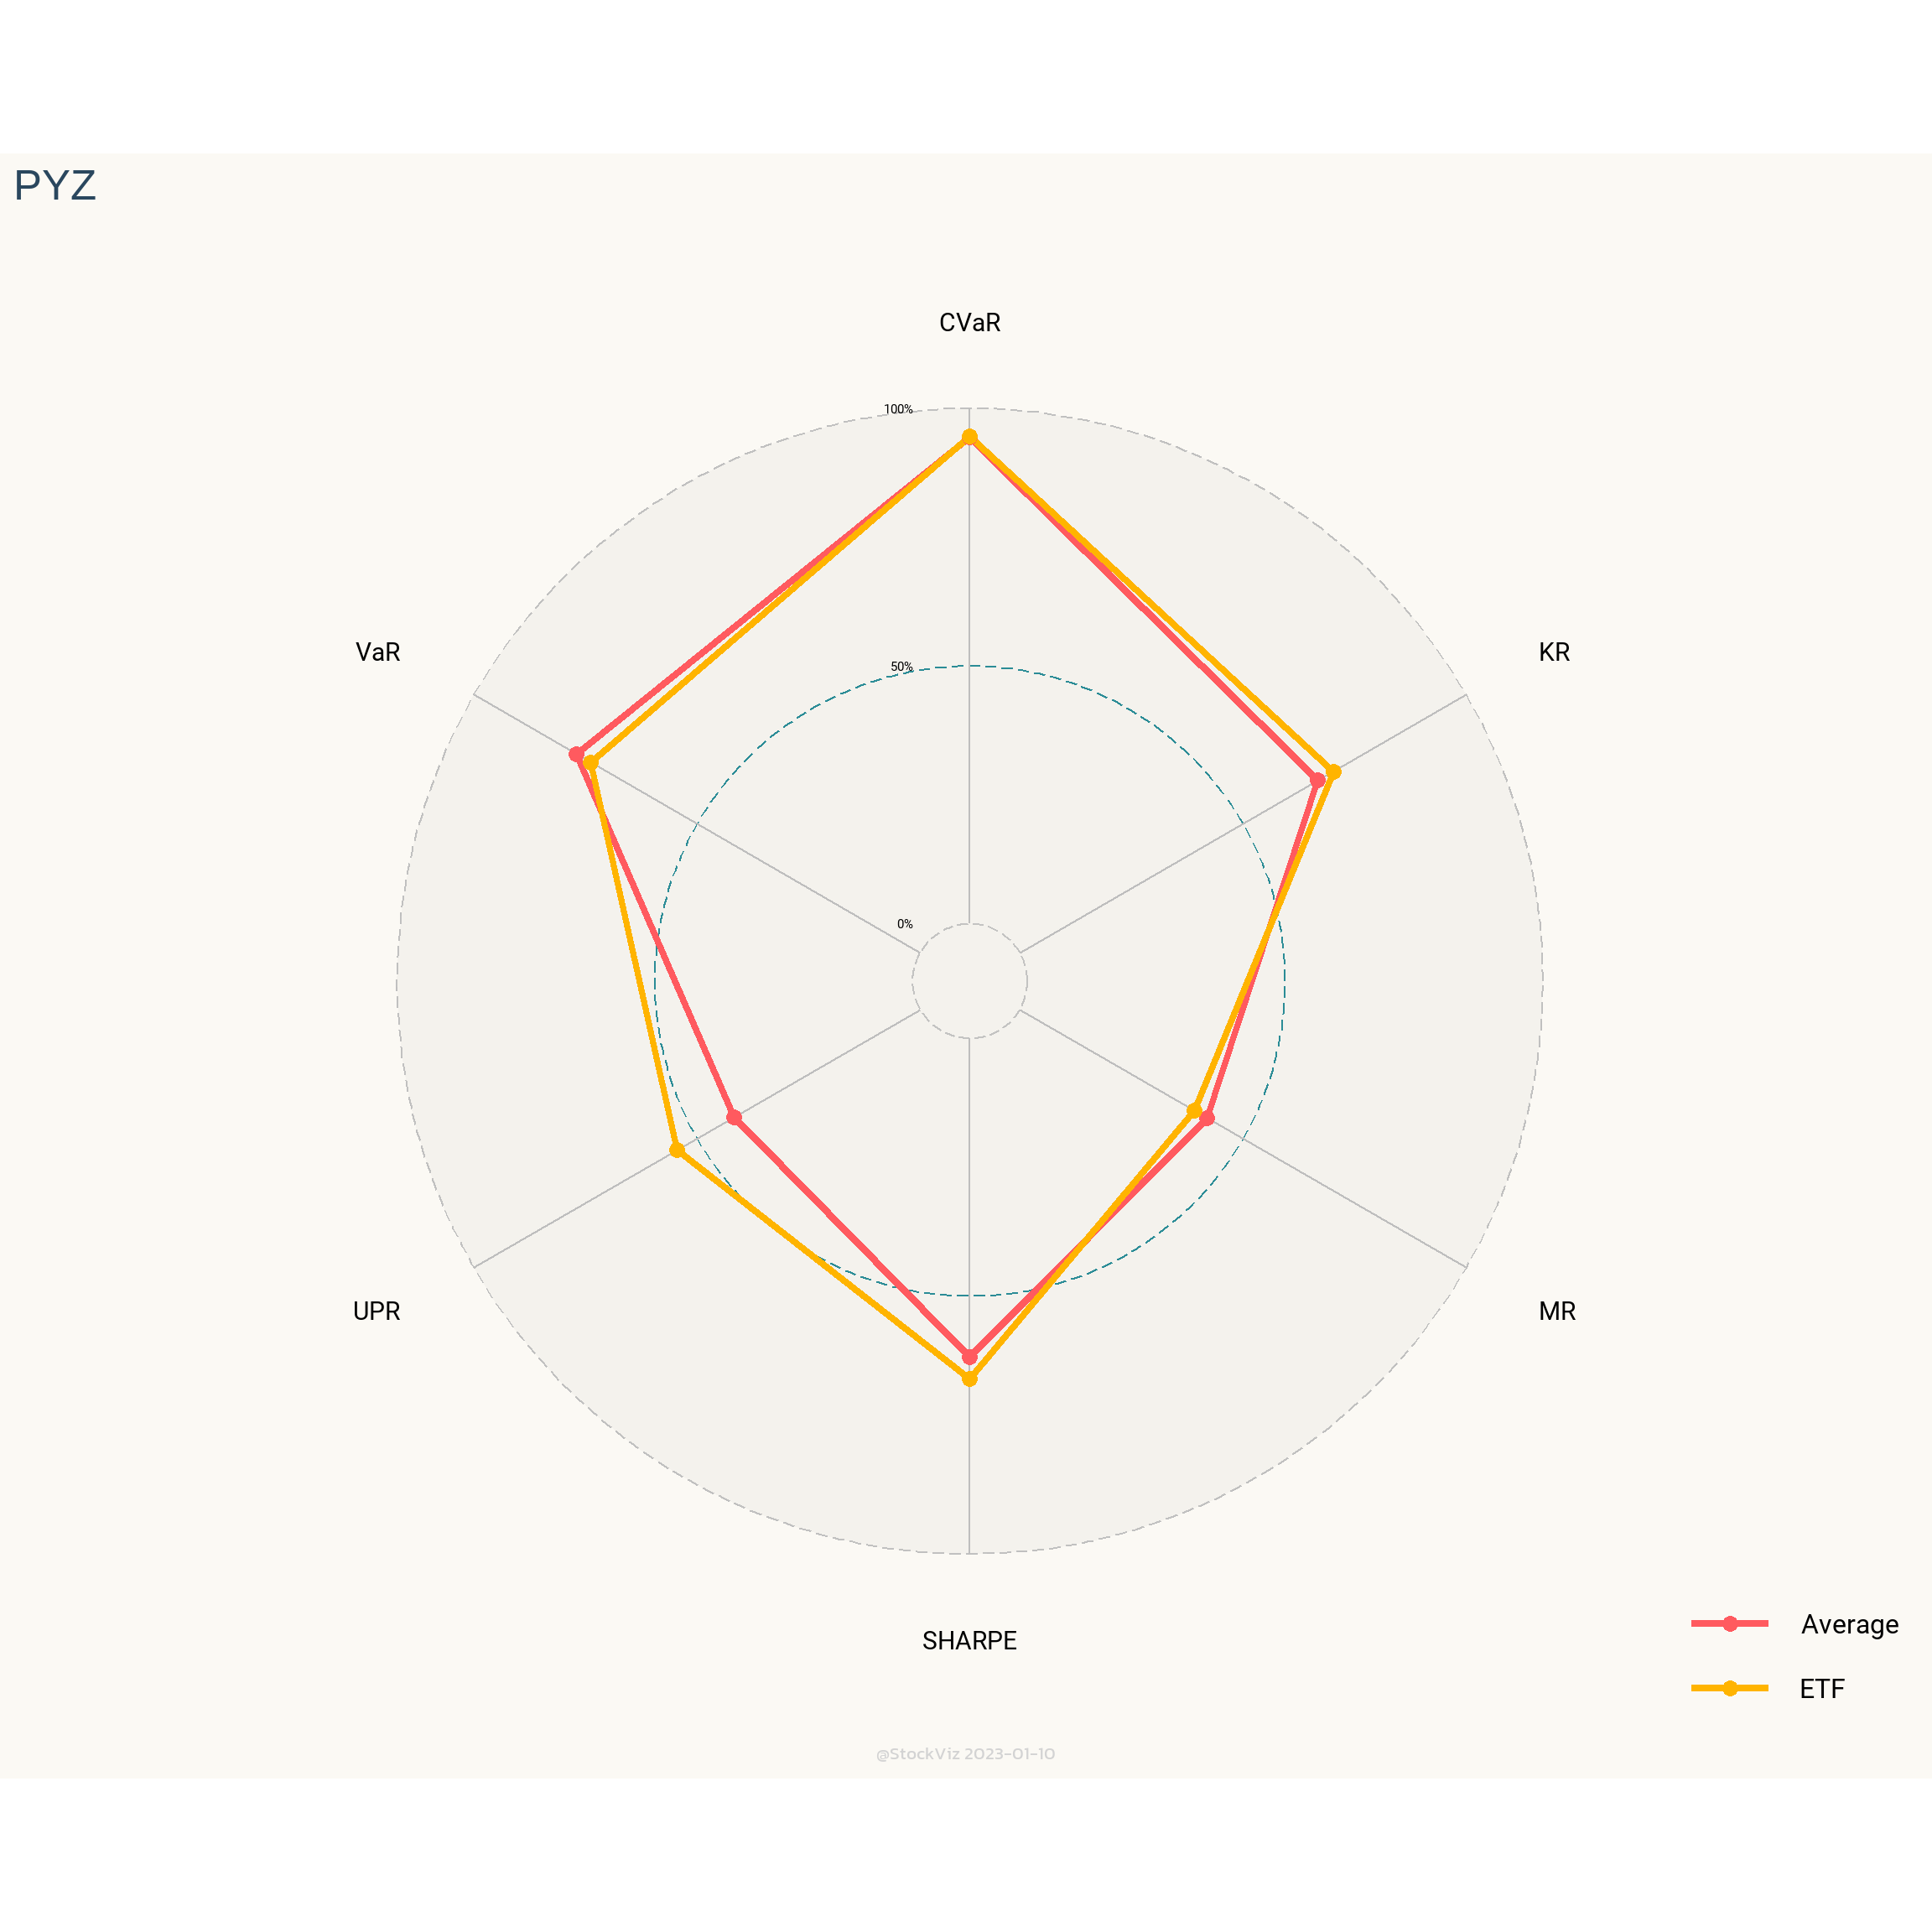 PYZ
CVaR
100%
VaR
KR
50%
0%
UPR
MR
SHARPE
Average
ETF
@StockViz 2023-01-10